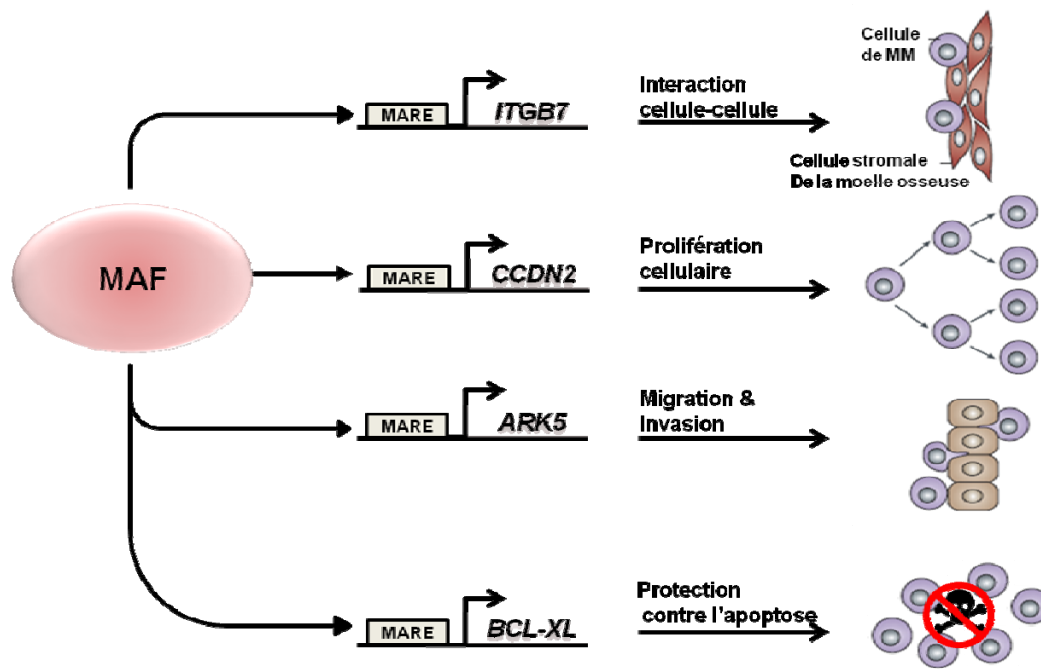 Cellule
de MM
Interaction
cellule-cellule
MARE
ITGB7
Cellule stromale
De la moelle osseuse
MAF
Prolifération
cellulaire
MARE
CCDN2
Migration &
Invasion
MARE
ARK5
Protection
contre l'apoptose
MARE
BCL-XL